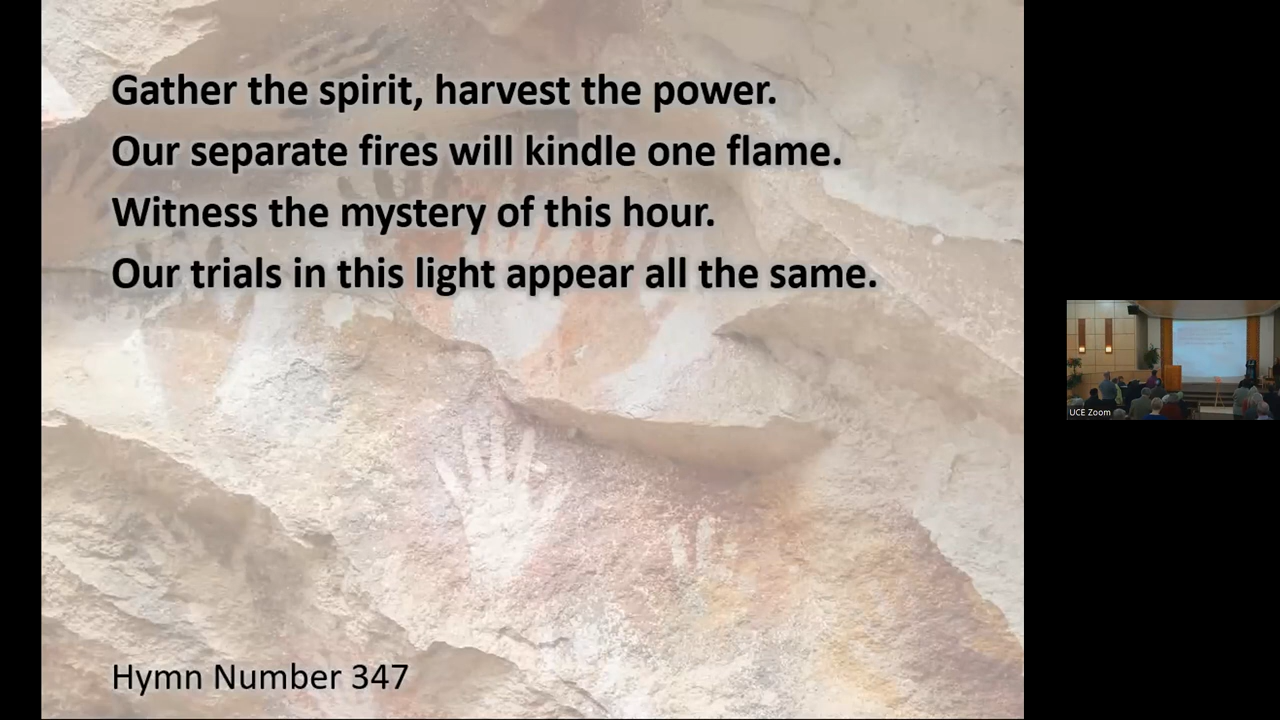 Gather the spirit, harvest the power.
Our separate fires will kindle one flame.
Witness the mystery of this hour.
Our trials in this light appear all the same.
Hymn Number 347
UCE Zoom